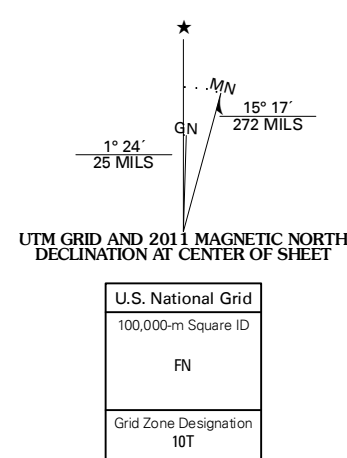 ★
MN
15° 17´
272 MILS
GN
1° 24´
25 MILS
UTM GRID AND 2011 MAGNETIC NORTH
DECLINATION AT CENTER OF SHEET
U.S. National Grid
100,000-m Square ID
FN
Grid Zone Designation
10T